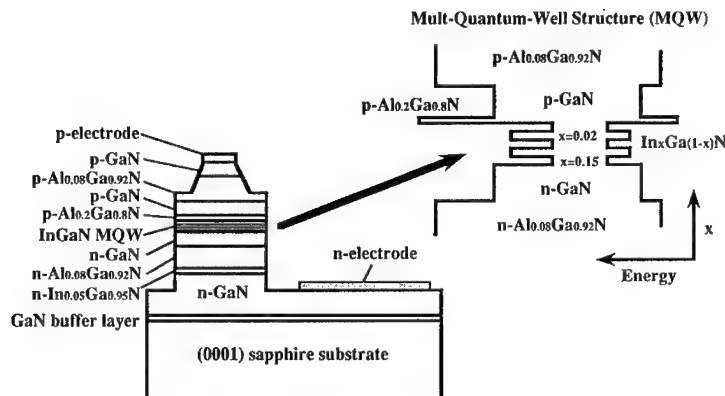 Mult-Quantum-Well Structure (MQW)
p-Al0.08Ga0.92N
p-Al0.2Ga0.8N
p-GaN
x=0.02
InxGa(1-x)N
x=0.15
n-GaN
n-Al0.08Ga0.92N
x
Energy
p-electrode
p-GaN
p-Al0.08Ga0.92N
p-GaN
p-Al0.2Ga0.8N
InGaN MQW
n-GaN
n-Al0.08Ga0.92N
n-In0.05Ga0.95N
n-electrode
n-GaN
GaN buffer layer
(0001) sapphire substrate